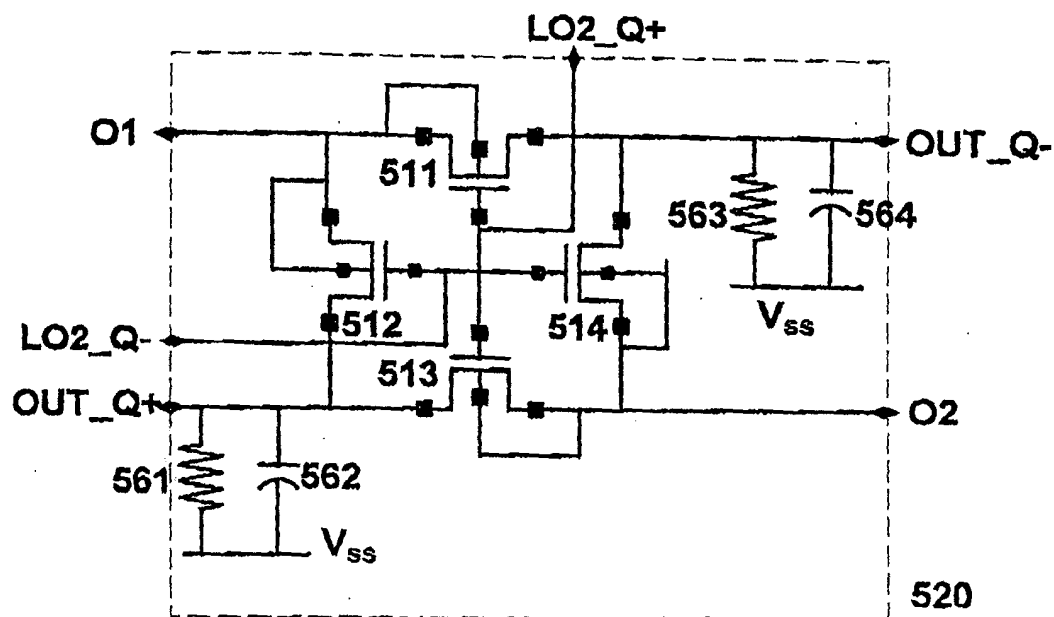 LO2_Q+
O1
511
OUT_Q-
563
564
512
514
Vss
LO2_Q-
513
OUT_Q+
O2
561
562
Vss
520